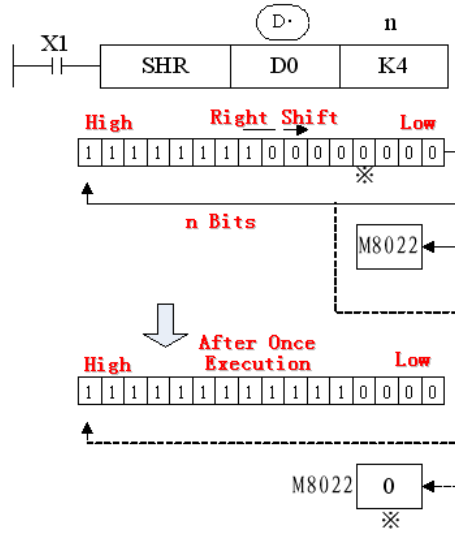 D·
n
X1
SHR D0 K4
High Right Shift Low
1 1 1 1 1 1 1 1 0 0 0 0 0 0 0 0
※
n Bits
M8022
After Once
High Execution Low
1 1 1 1 1 1 1 1 1 1 1 1 0 0 0 0
M8022 0
※